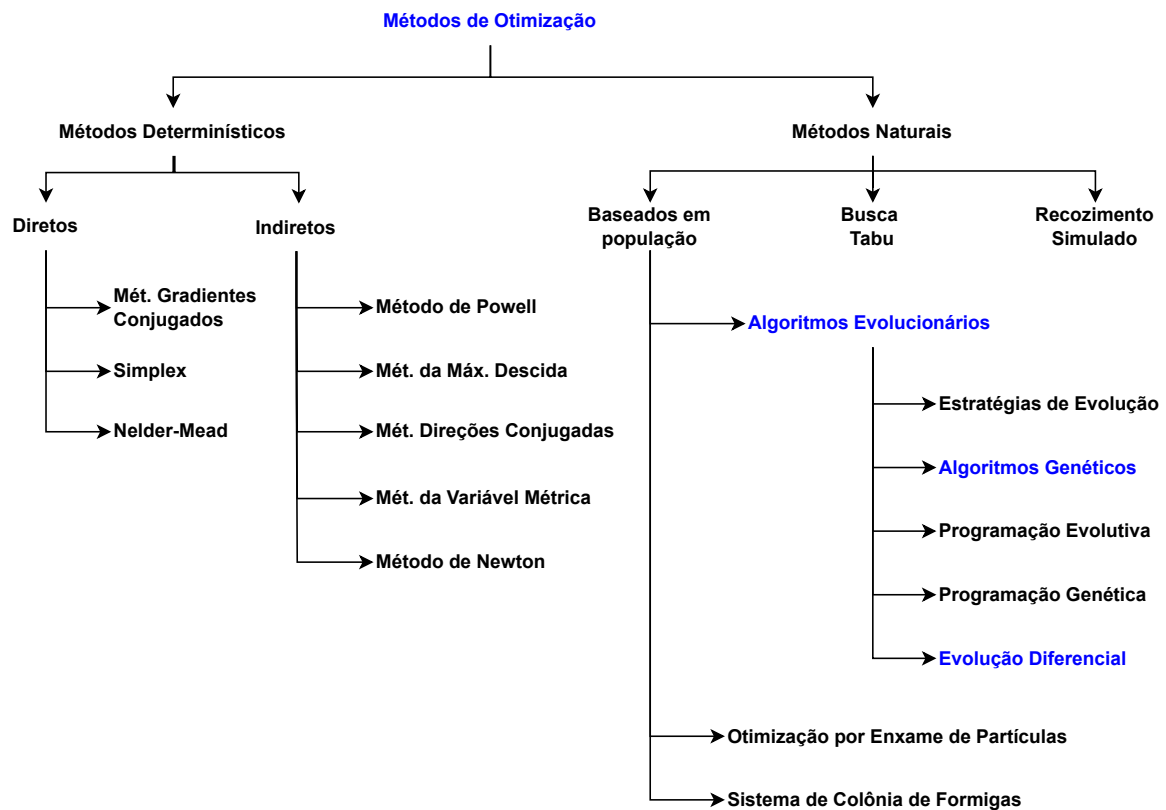 Métodos de Otimização
Métodos Determinísticos
Métodos Naturais
Diretos
Indiretos
Baseados em
população
Busca
Tabu
Recozimento
Simulado
Mét. Gradientes
Conjugados
Simplex
Nelder-Mead
Método de Powell
Mét. da Máx. Descida
Mét. Direções Conjugadas
Mét. da Variável Métrica
Método de Newton
Algoritmos Evolucionários
Estratégias de Evolução
Algoritmos Genéticos
Programação Evolutiva
Programação Genética
Evolução Diferencial
Otimização por Enxame de Partículas
Sistema de Colônia de Formigas